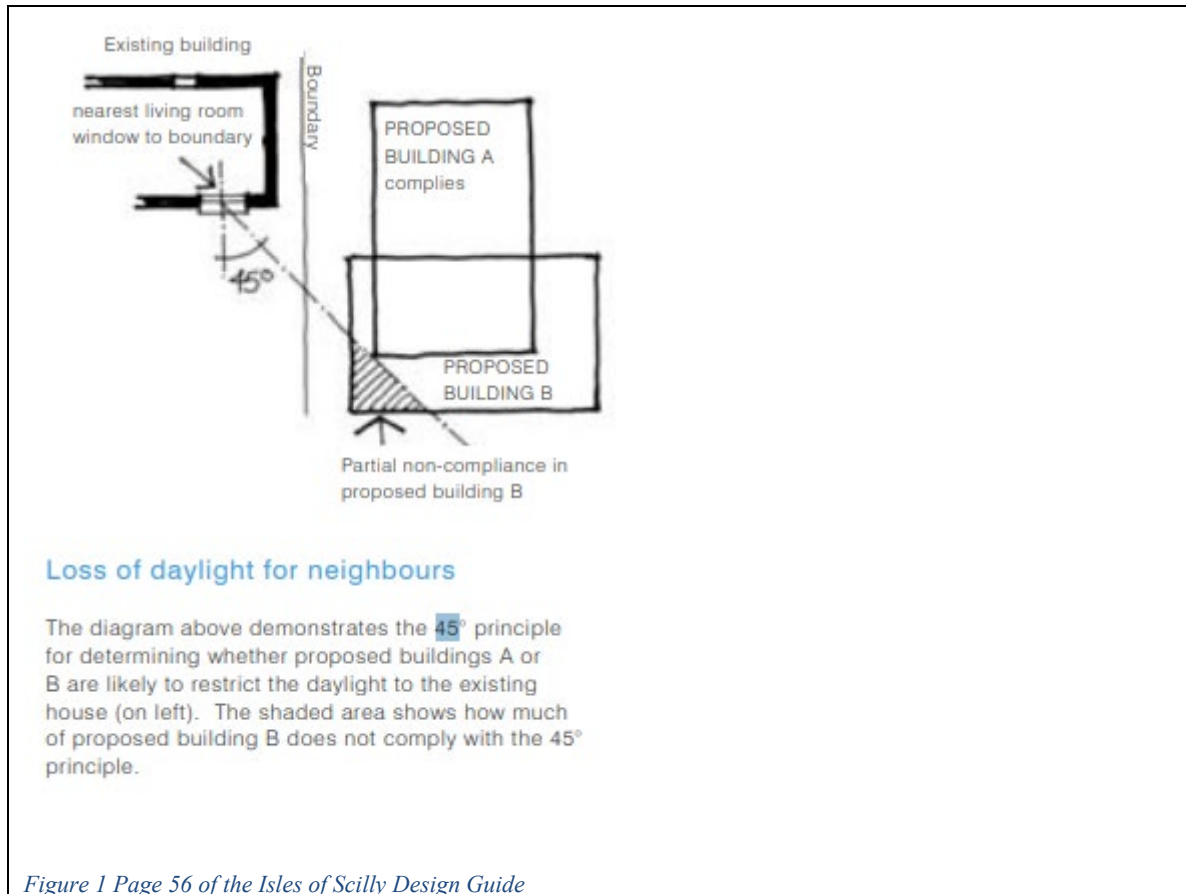 Existing building
Boundary
nearest living room
window to boundary
PROPOSED
BUILDING A
complies
45°
PROPOSED
BUILDING B
Partial non-compliance in
proposed building B
Loss of daylight for neighbours
The diagram above demonstrates the 45° principle
for determining whether proposed buildings A or
B are likely to restrict the daylight to the existing
house (on left).  The shaded area shows how much
of proposed building B does not comply with the 45°
principle.
Figure 1 Page 56 of the Isles of Scilly Design Guide